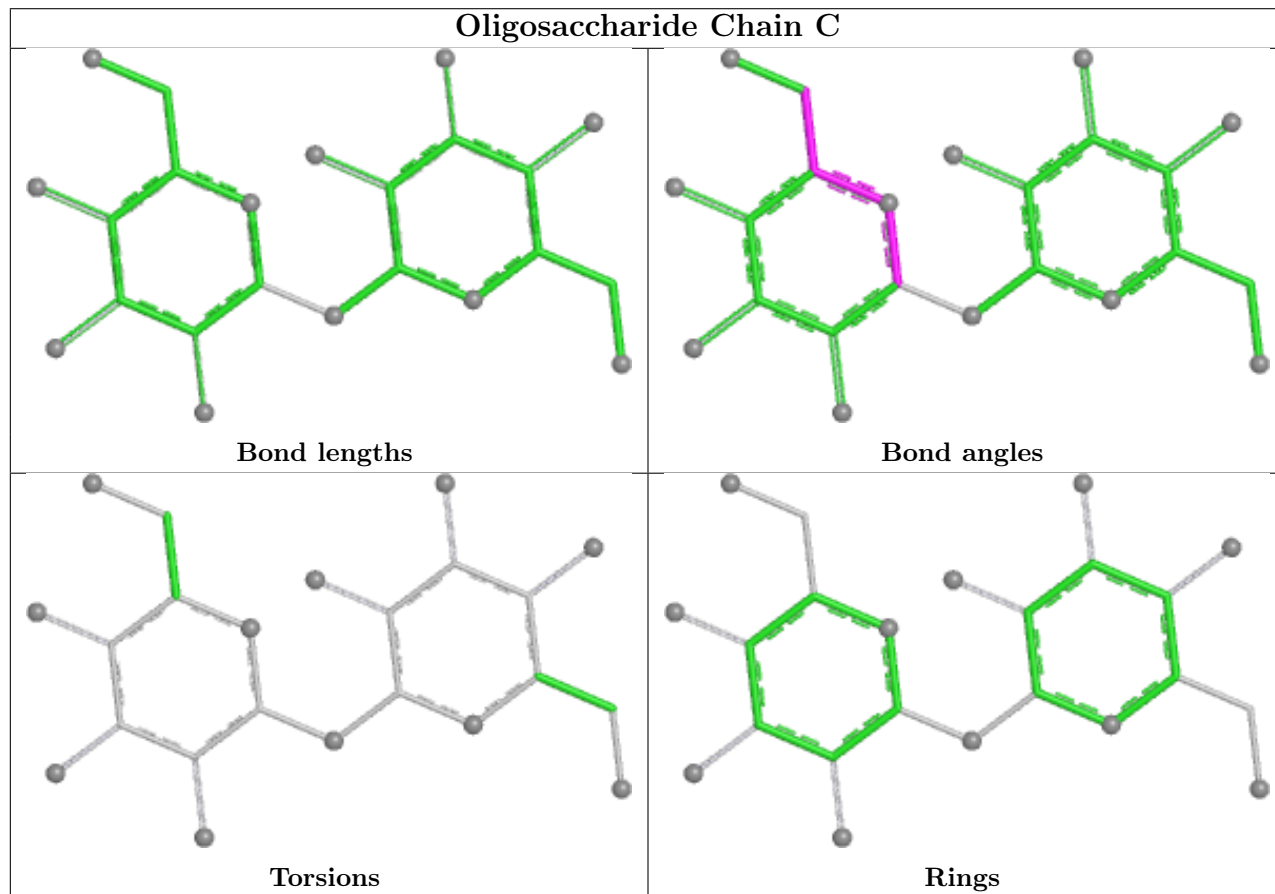 Oligosaccharide Chain C
Bond lengths
Bond angles
Torsions
Rings